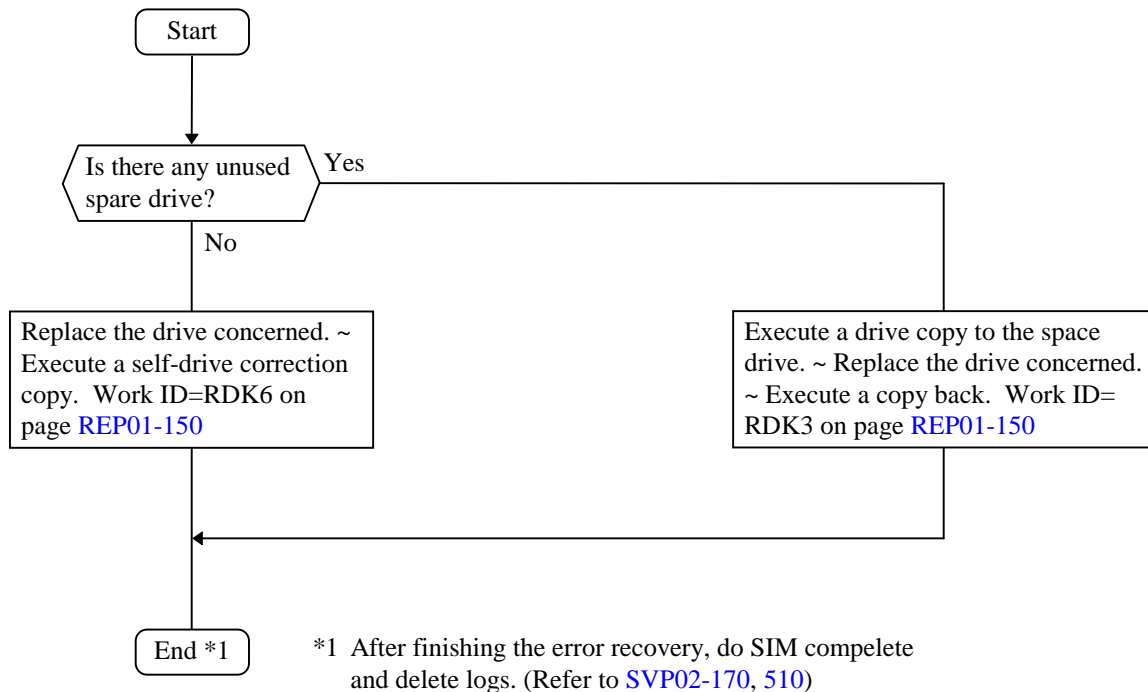 Start
Is there any unused
spare drive?
Yes
No
Replace the drive concerned. ~
Execute a self-drive correction
copy.  Work ID=RDK6 on
page REP01-150
Execute a drive copy to the space
drive. ~ Replace the drive concerned.
~ Execute a copy back.  Work ID=
RDK3 on page REP01-150
End *1
*1  After finishing the error recovery, do SIM compelete
and delete logs. (Refer to SVP02-170, 510)